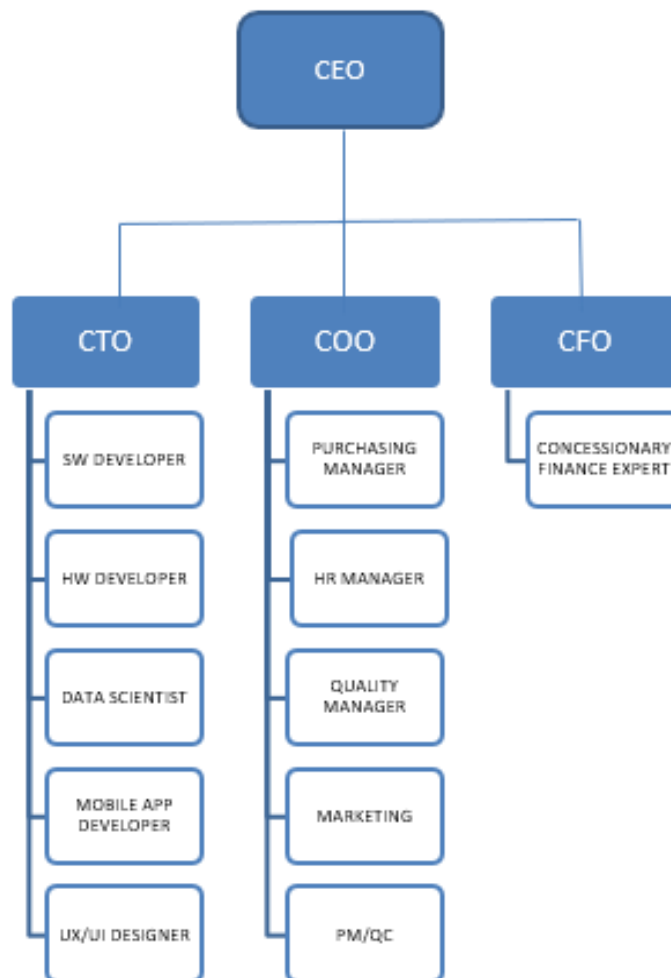 CEO
CTO
COO
CFO
SW DEVELOPER
HW DEVELOPER
DATA SCIENTIST
MOBILE APP
DEVELOPER
UX/UI DESIGNER
PURCHASING
MANAGER
HR MANAGER
QUALITY
MANAGER
MARKETING
PM/QC
CONCESSIONARY
FINANCE EXPERT